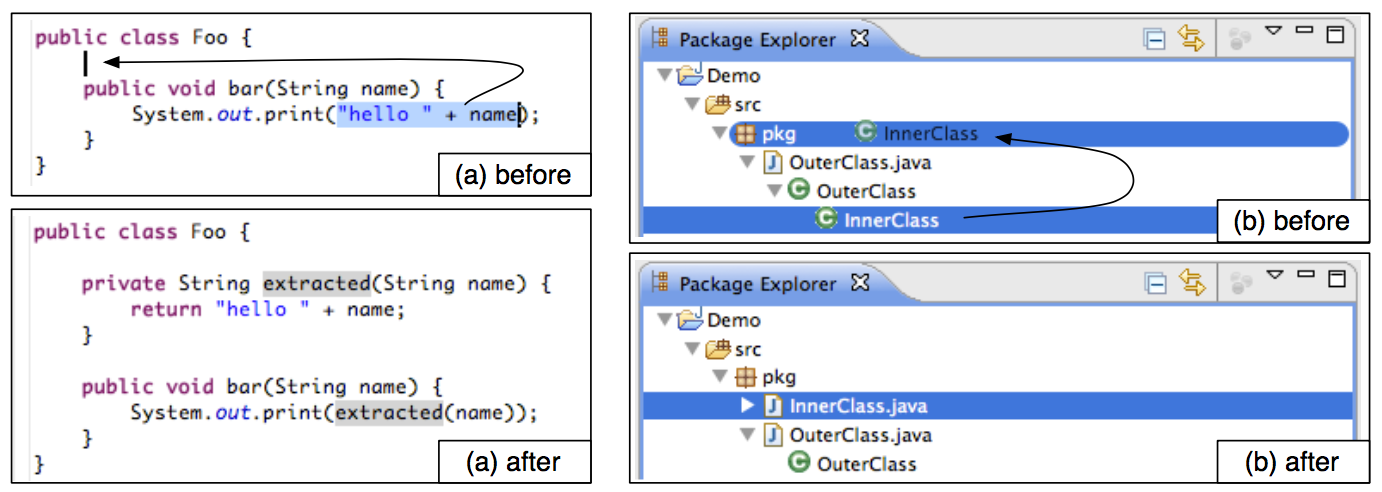 public class Foo {
public void bar(String name) {
System.out.print("hello " + name);
}
}
(a) before
public class Foo {
private String extracted(String name) {
return "hello " + name;
}
public void bar(String name) {
System.out.print(extracted(name));
}
}
(a) after
Package Explorer
Demo
src
pkg InnerClass
OuterClass.java
OuterClass
InnerClass
(b) before
Package Explorer
Demo
src
pkg
InnerClass.java
OuterClass.java
OuterClass
(b) after